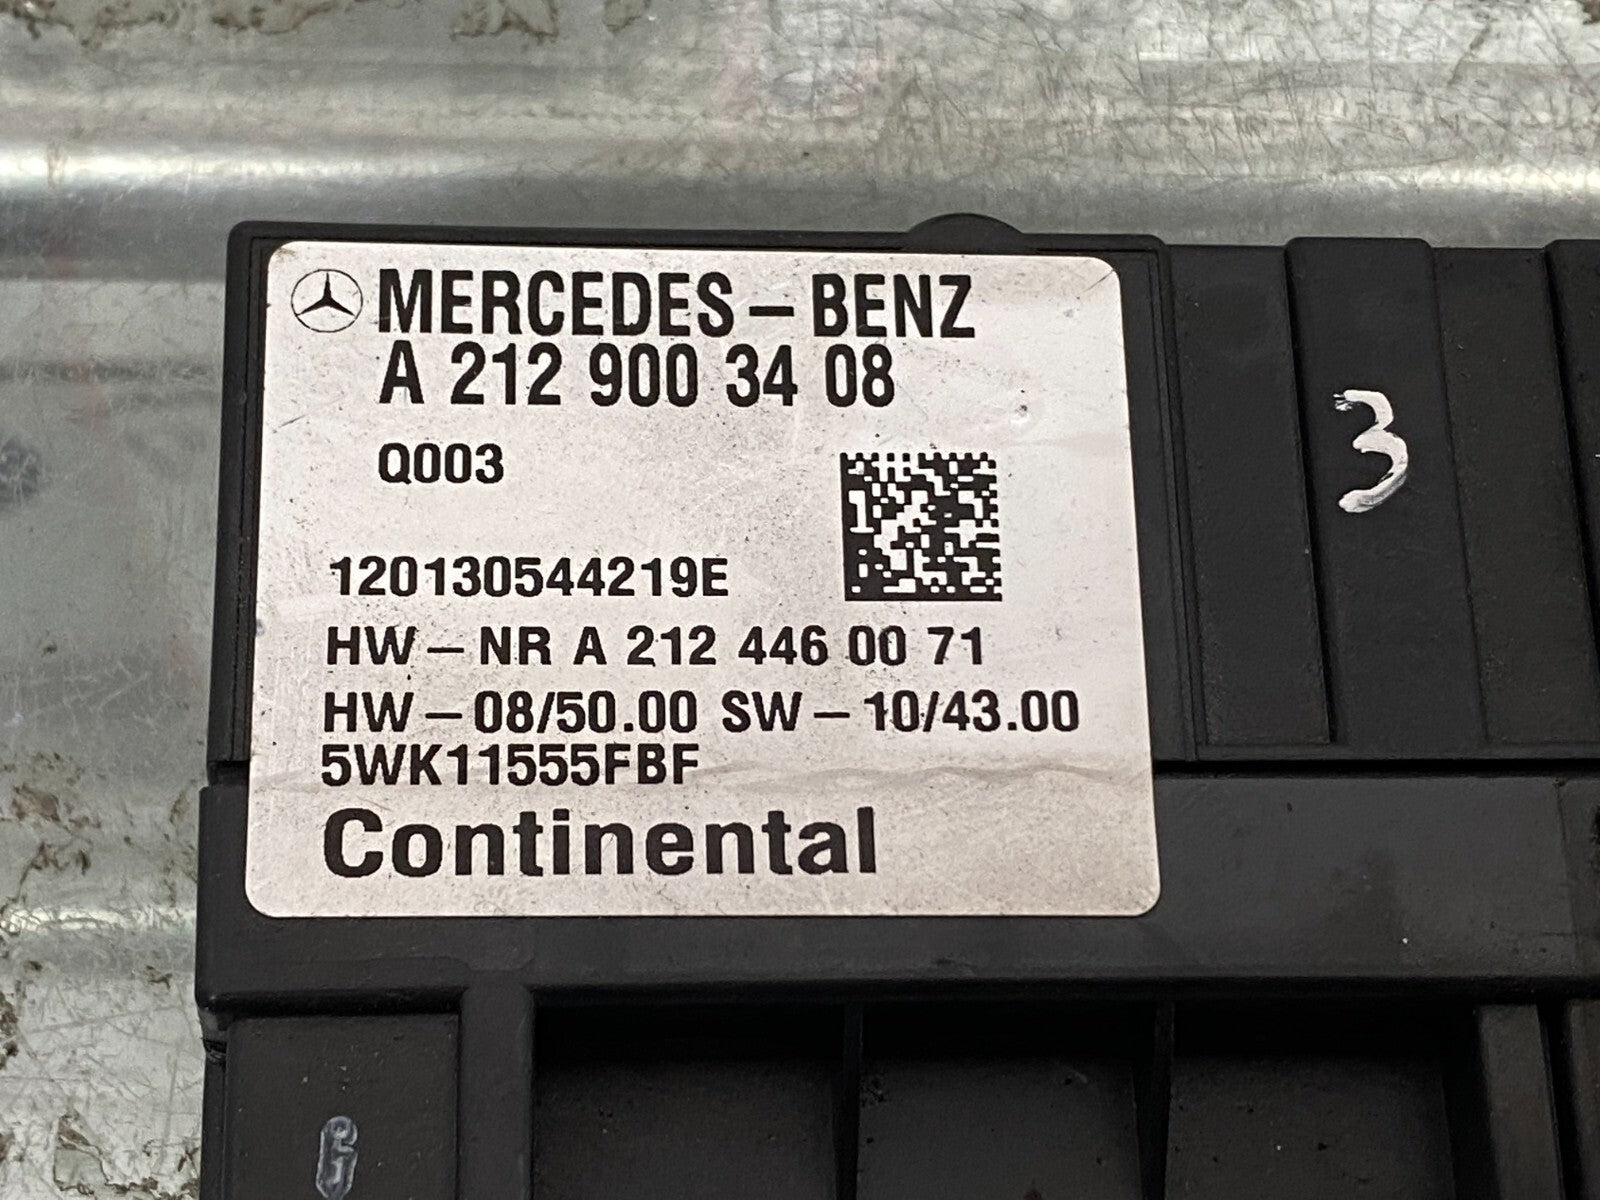 MERCEDES-BENZ
A 212 900 34 08
Q003
120130544219E
HW-NR A 212 446 00 71
HW-08/50.00 SW-10/43.00
5WK11555FBF
Continental
3